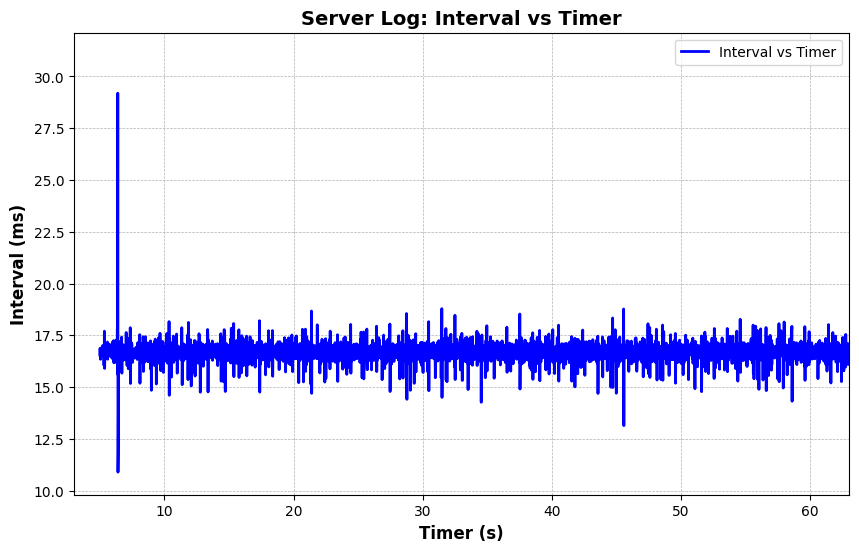 Server Log: Interval vs Timer
Interval vs Timer
30.0
27.5
25.0
22.5
20.0
17.5
15.0
12.5
10.0
Interval (ms)
10 20 30 40 50 60
Timer (s)